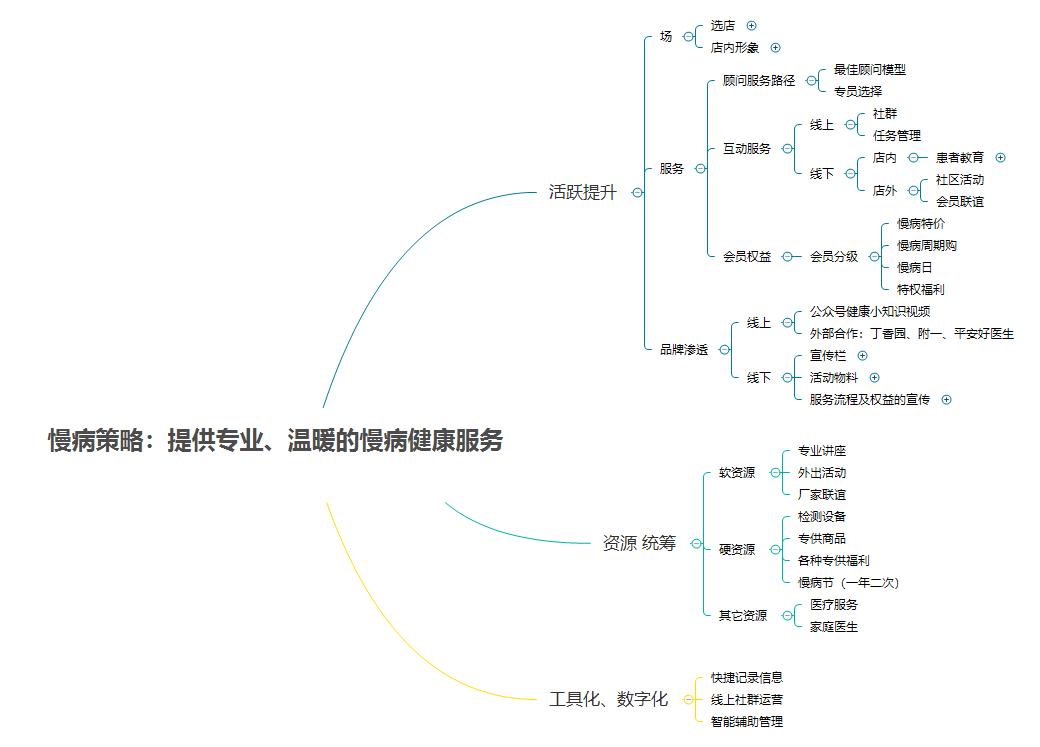 慢病策略：提供专业、温暖的慢病健康服务
活跃提升
场
选店
店内形象
服务
顾问服务路径
最佳顾问模型
专员选择
互动服务
线上
社群
任务管理
线下
店内
患者教育
店外
社区活动
会员联谊
会员权益
会员分级
慢病特价
慢病周期购
慢病日
特权福利
品牌渗透
线上
公众号健康小知识视频
外部合作：丁香园、附一、平安好医生
线下
宣传栏
活动物料
服务流程及权益的宣传
资源 统筹
软资源
专业讲座
外出活动
厂家联谊
硬资源
检测设备
专供商品
各种专供福利
慢病节（一年二次）
其它资源
医疗服务
家庭医生
工具化、数字化
快捷记录信息
线上社群运营
智能辅助管理